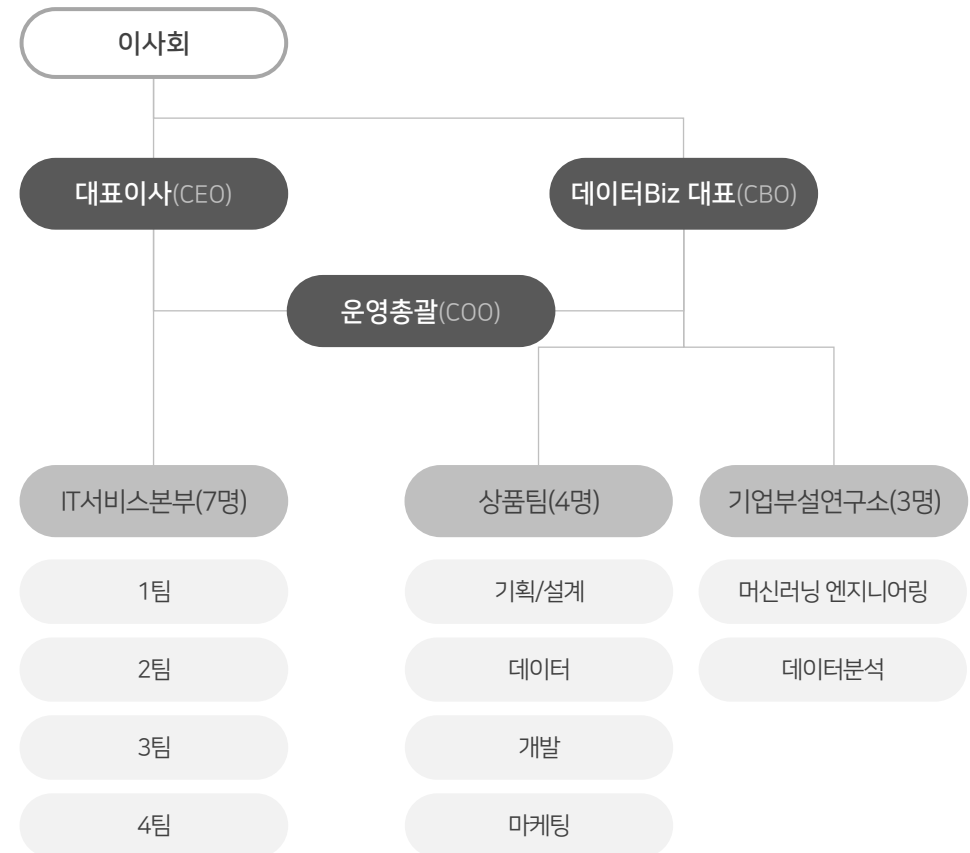 이사회
대표이사(CEO)
데이터Biz 대표(CBO)
운영총괄(COO)
IT서비스본부(7명)
상품팀(4명)
기업부설연구소(3명)
1팀
기획/설계
머신러닝 엔지니어링
2팀
데이터
데이터분석
3팀
개발
4팀
마케팅